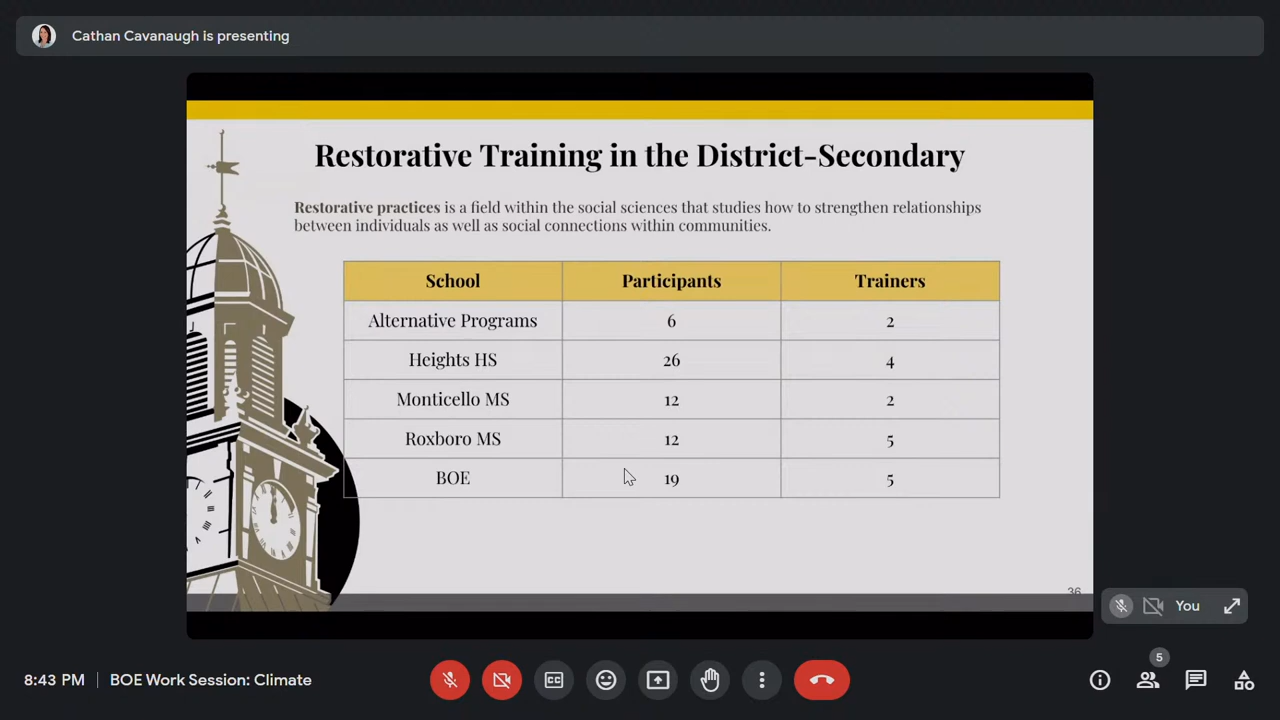 Cathan Cavanaugh is presenting
Restorative Training in the District-Secondary
Restorative practices is a field within the social sciences that studies how to strengthen relationships
between individuals as well as social connections within communities.
School Participants Trainers
Alternative Programs 6 2
Heights HS 26 4
Monticello MS 12 2
Roxboro MS 12 5
BOE 19 5
36
You
5
8:43 PM BOE Work Session: Climate